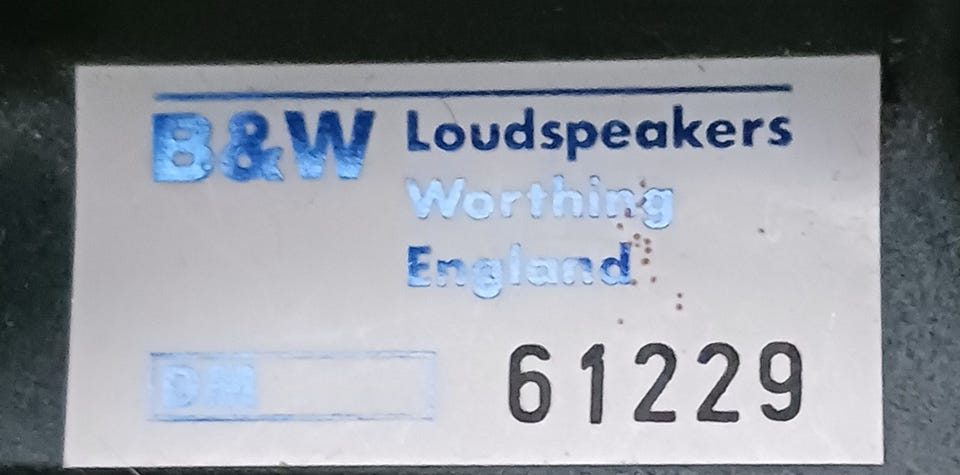 B&W Loudspeakers
Worthing
England
DM 61229